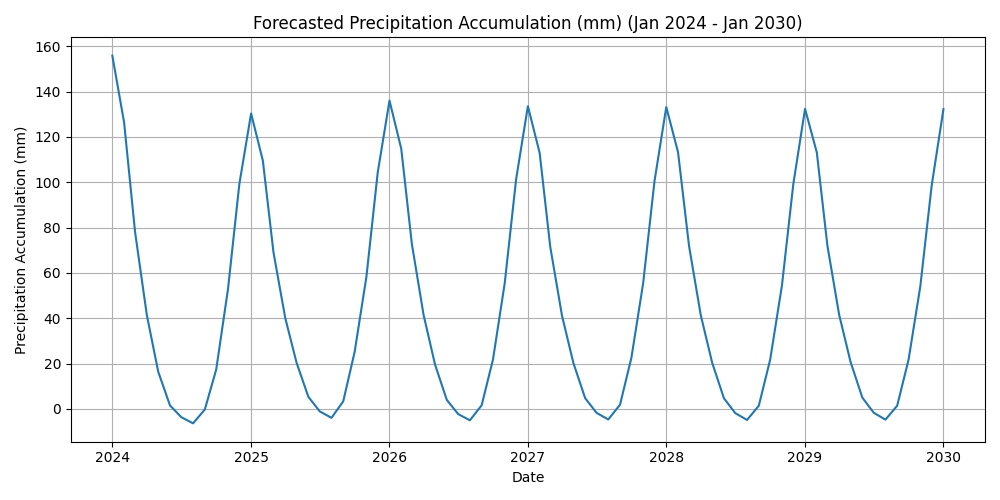 Forecasted Precipitation Accumulation (mm) (Jan 2024 - Jan 2030)
Precipitation Accumulation (mm)
160
140
120
100
80
60
40
20
0
2024 2025 2026 2027 2028 2029 2030
Date